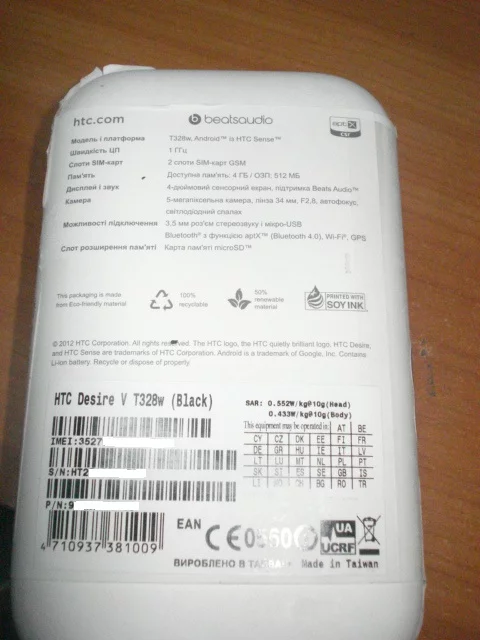 htc.com beatsaudio aptX
CSR
Модель і платформа T328w, Android™ із HTC Sense™
Швидкість ЦП 1 ГГц
Слоти SIM-карт 2 слоти SIM-карт GSM
Пам'ять Доступна пам'ять: 4 ГБ / ОЗП: 512 МБ
Дисплей і звук 4-дюймовий сенсорний екран, підтримка Beats Audio™
Камера 5-мегапіксельна камера, лінза 34 мм, F2.8, автофокус,
світлодіодний спалах
Можливості підключення 3,5 мм роз'єм стереозвуку і мікро-USB
Bluetooth® з функцією aptX™ (Bluetooth 4.0), Wi-Fi®, GPS
Слот розширення пам'яті Карта пам'яті microSD™
This packaging is made
from Eco-friendly material
100%
recyclable
50%
renewable
material
PRINTED WITH
SOY INK
© 2012 HTC Corporation. All rights reserved. The HTC logo, the HTC quietly brilliant logo, HTC Desire,
and HTC Sense are trademarks of HTC Corporation. Android is a trademark of Google, Inc. Contains
Li-ion battery. Recycle or dispose of properly.
HTC Desire V T328w (Black)
SAR: 0.552W/kg@10g(Head)
0.433W/kg@10g(Body)
This equipment may be operated in: AT BE
CY CZ DK EE FI FR
DE GR HU IE IT LV
LT LU MT NL PL PT
SK SI ES SE GB IS
LI CH BG RO TR
IMEI:3527
S/N:HT2
P/N:9
EAN
4 710937 381009
CE0560
UA
UCRF
ВИРОБЛЕНО В Made in Taiwan